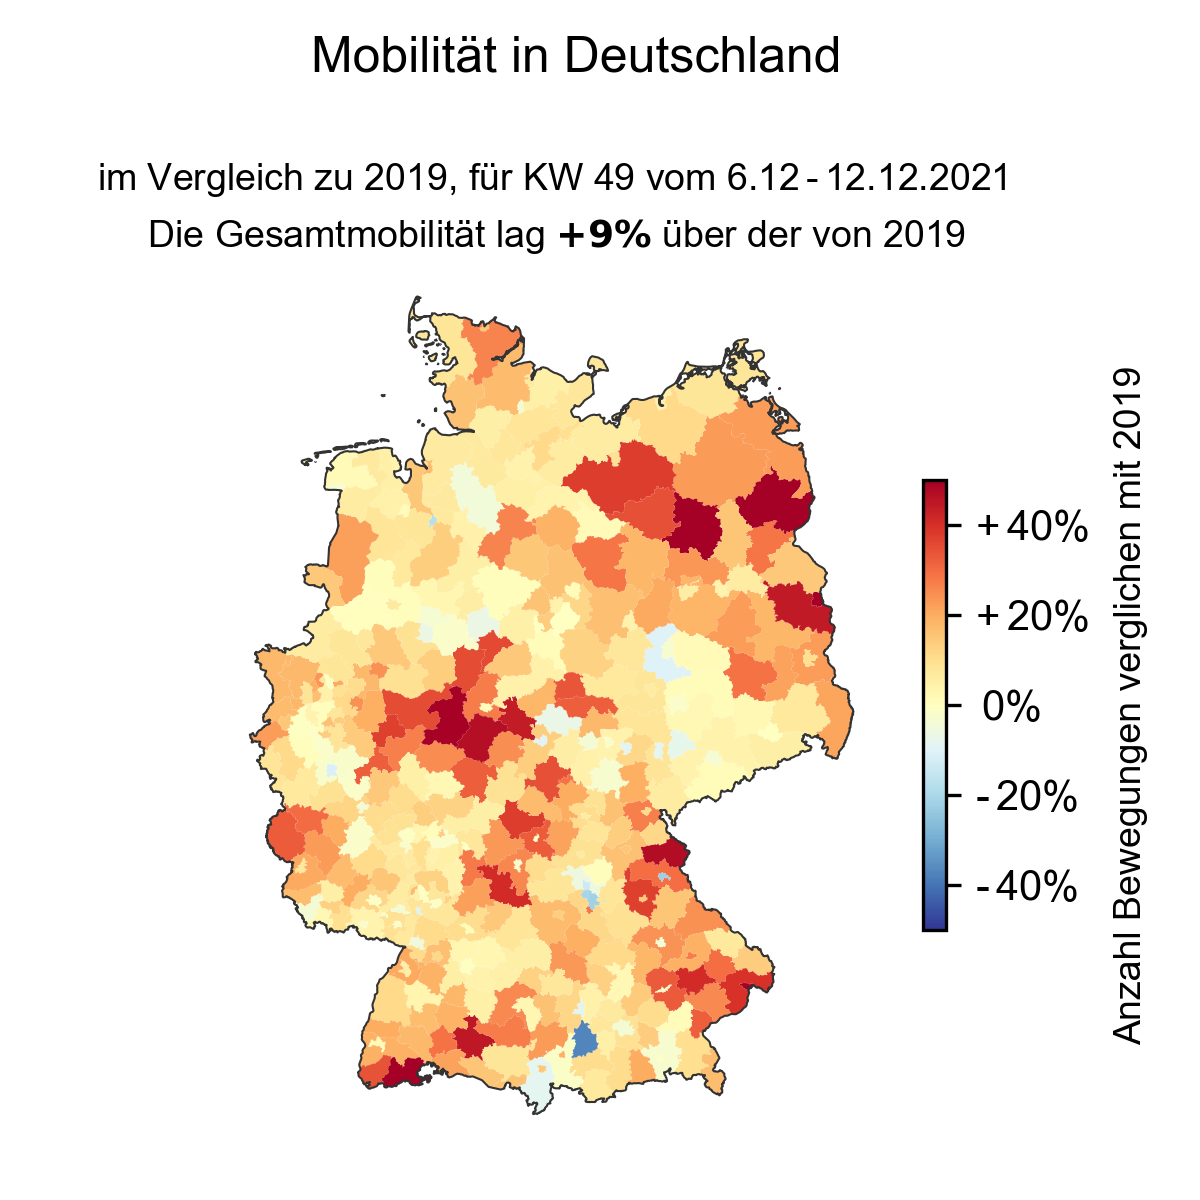 Mobilität in Deutschland
im Vergleich zu 2019, für KW 49 vom 6.12 - 12.12.2021
Die Gesamtmobilität lag +9% über der von 2019
+40%
+20%
0%
-20%
-40%
Anzahl Bewegungen verglichen mit 2019